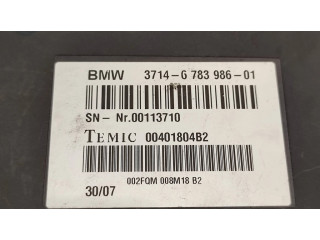 BMW 3714-6 783 986-01
SN- Nr.00113710
TEMIC 00401804B2
002FQM 008M18 B2
30/07